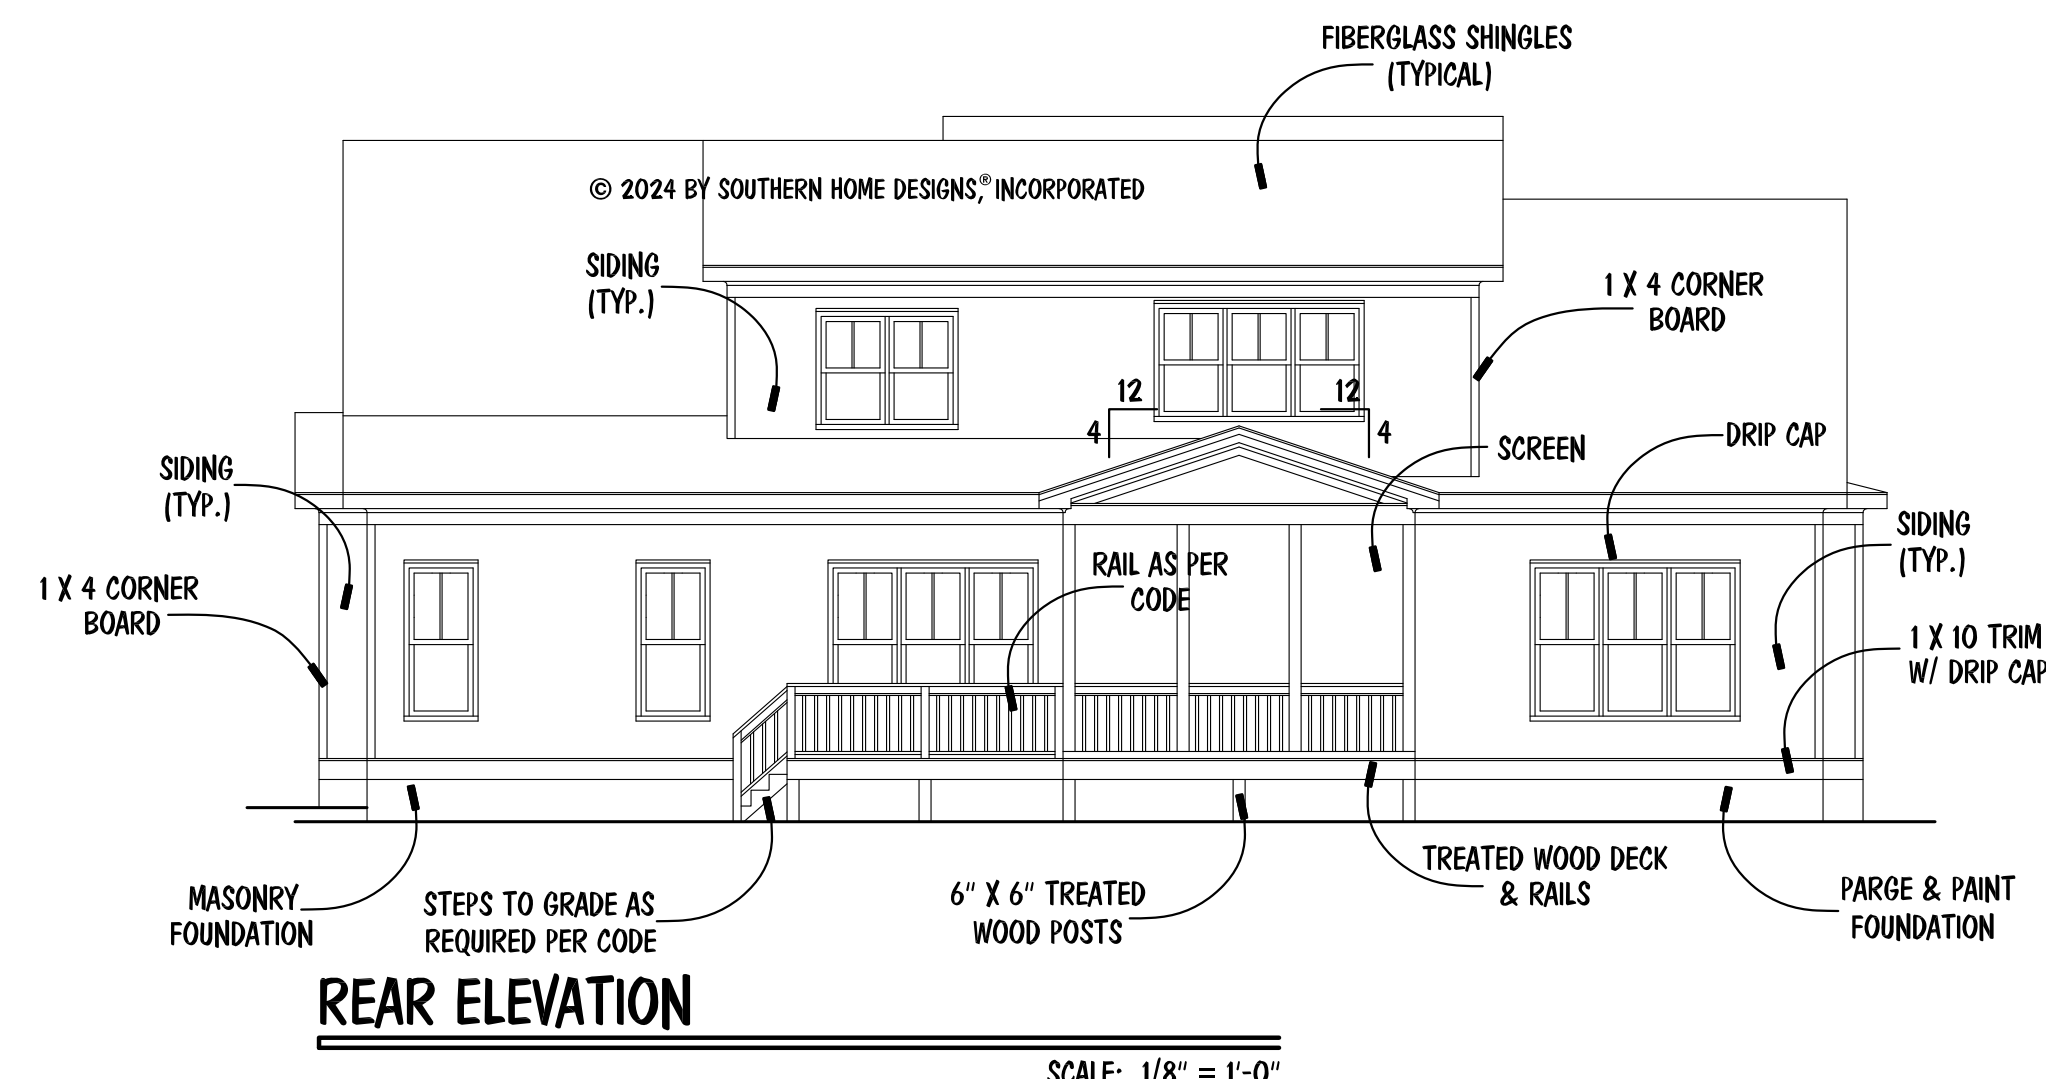 FIBERGLASS SHINGLES
(TYPICAL)
© 2024 BY SOUTHERN HOME DESIGNS,® INCORPORATED
SIDING
(TYP.)
1 X 4 CORNER
BOARD
12
12
4
4
SCREEN
DRIP CAP
SIDING
(TYP.)
SIDING
(TYP.)
RAIL AS PER
CODE
1 X 4 CORNER
BOARD
1 X 10 TRIM
W/ DRIP CAP
MASONRY
FOUNDATION
STEPS TO GRADE AS
REQUIRED PER CODE
6" X 6" TREATED
WOOD POSTS
TREATED WOOD DECK
& RAILS
PARGE & PAINT
FOUNDATION
REAR ELEVATION
SCALE: 1/8" = 1'-0"